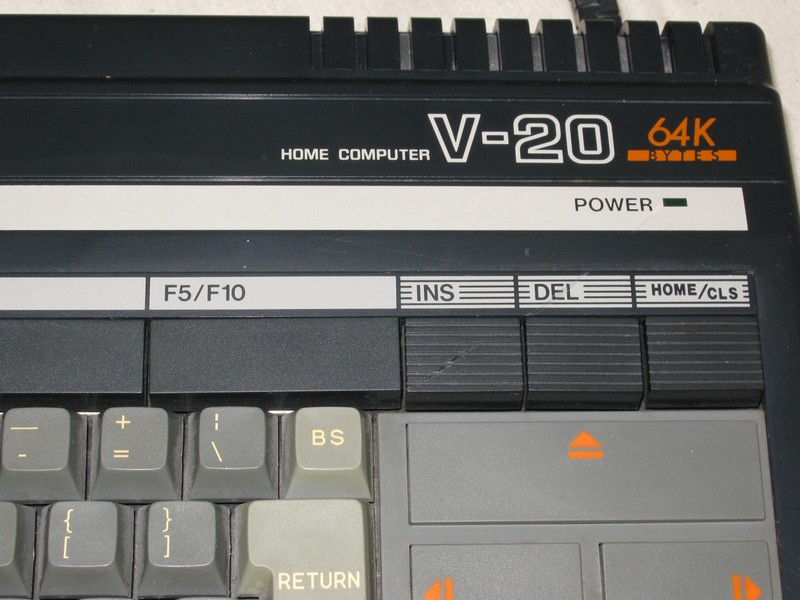 HOME COMPUTER V-20 64K
BYTES
POWER
F5/F10 INS DEL HOME/CLS
— + ¦ BS
- = \
{ }
[ ] RETURN